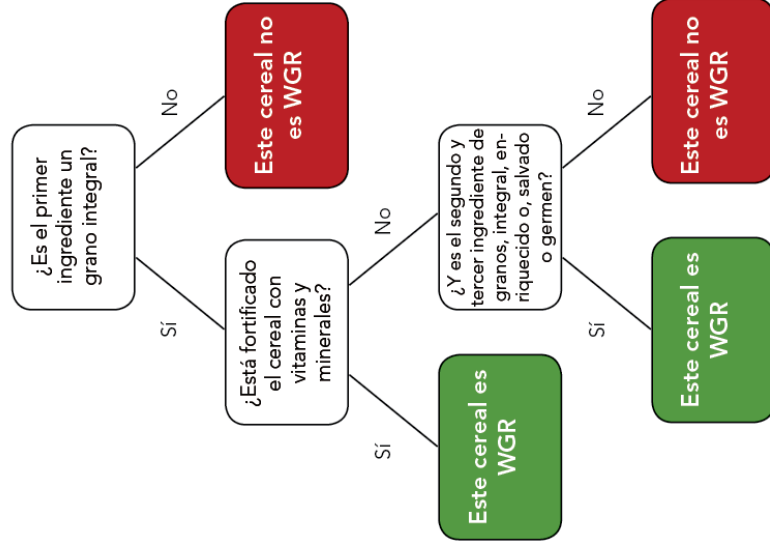 ¿Es el primer
ingrediente un
grano integral?
Sí
No
¿Está fortificado
el cereal con
vitaminas y
minerales?
Este cereal no
es WGR
Sí
No
Este cereal es
WGR
¿Y es el segundo y
tercer ingrediente de
granos, integral, en-
riquecido o, salvado
o germen?
Sí
No
Este cereal es
WGR
Este cereal no
es WGR